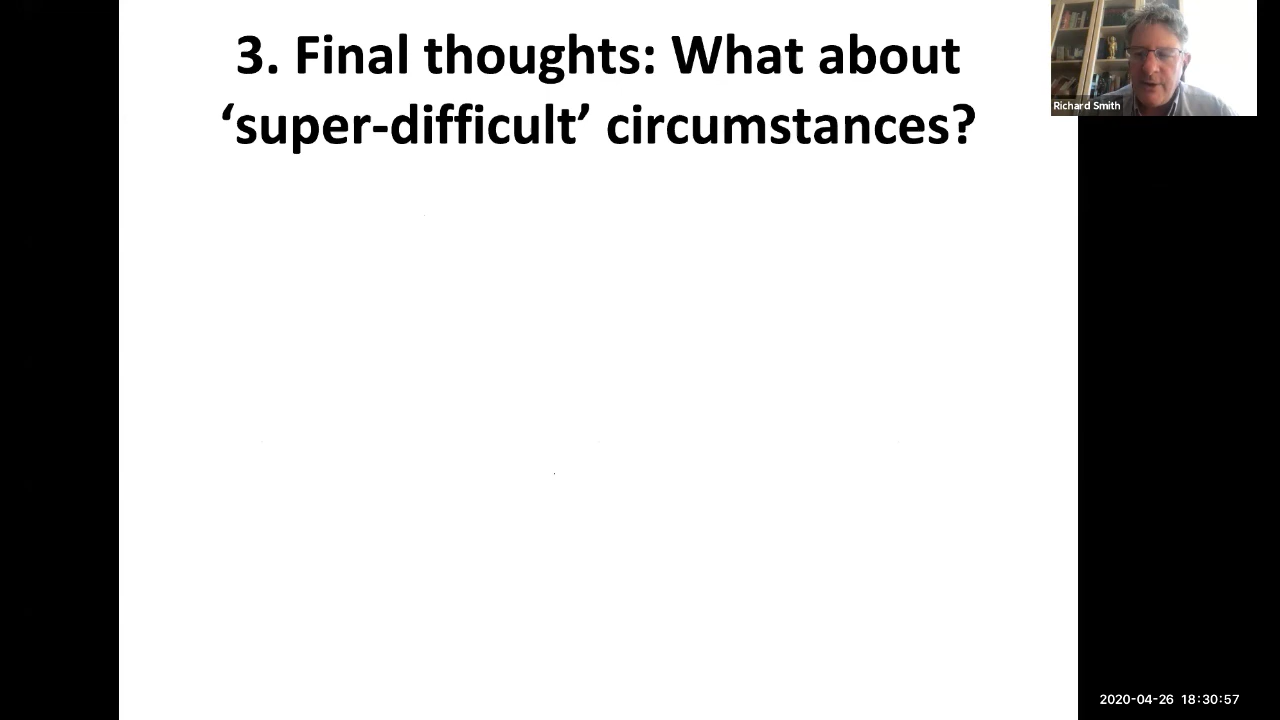 3. Final thoughts: What about
‘super-difficult’ circumstances?
Richard Smith
2020-04-26 18:30:57